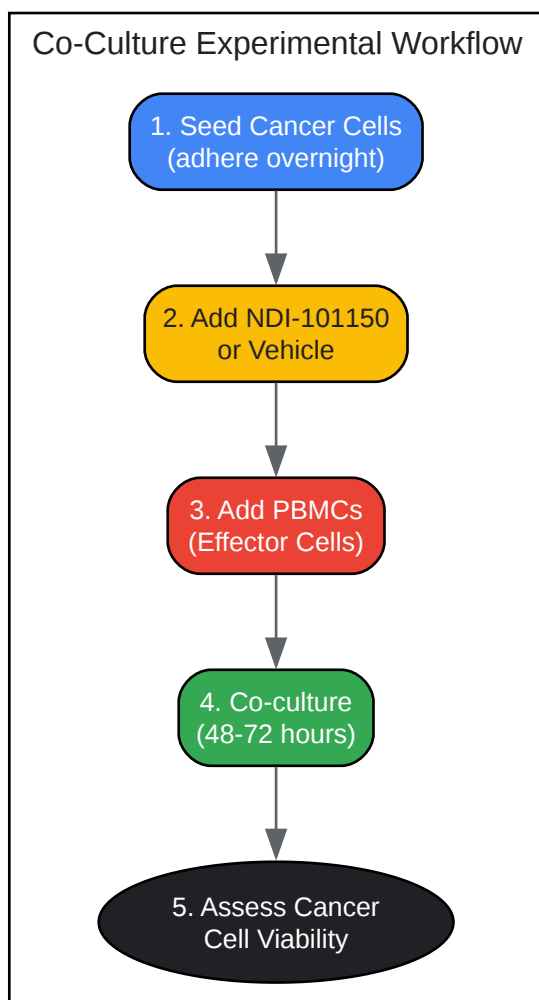 Co-Culture Experimental Workflow
1. Seed Cancer Cells
(adhere overnight)
2. Add NDI-101150
or Vehicle
3. Add PBMCs
(Effector Cells)
4. Co-culture
(48-72 hours)
5. Assess Cancer
Cell Viability